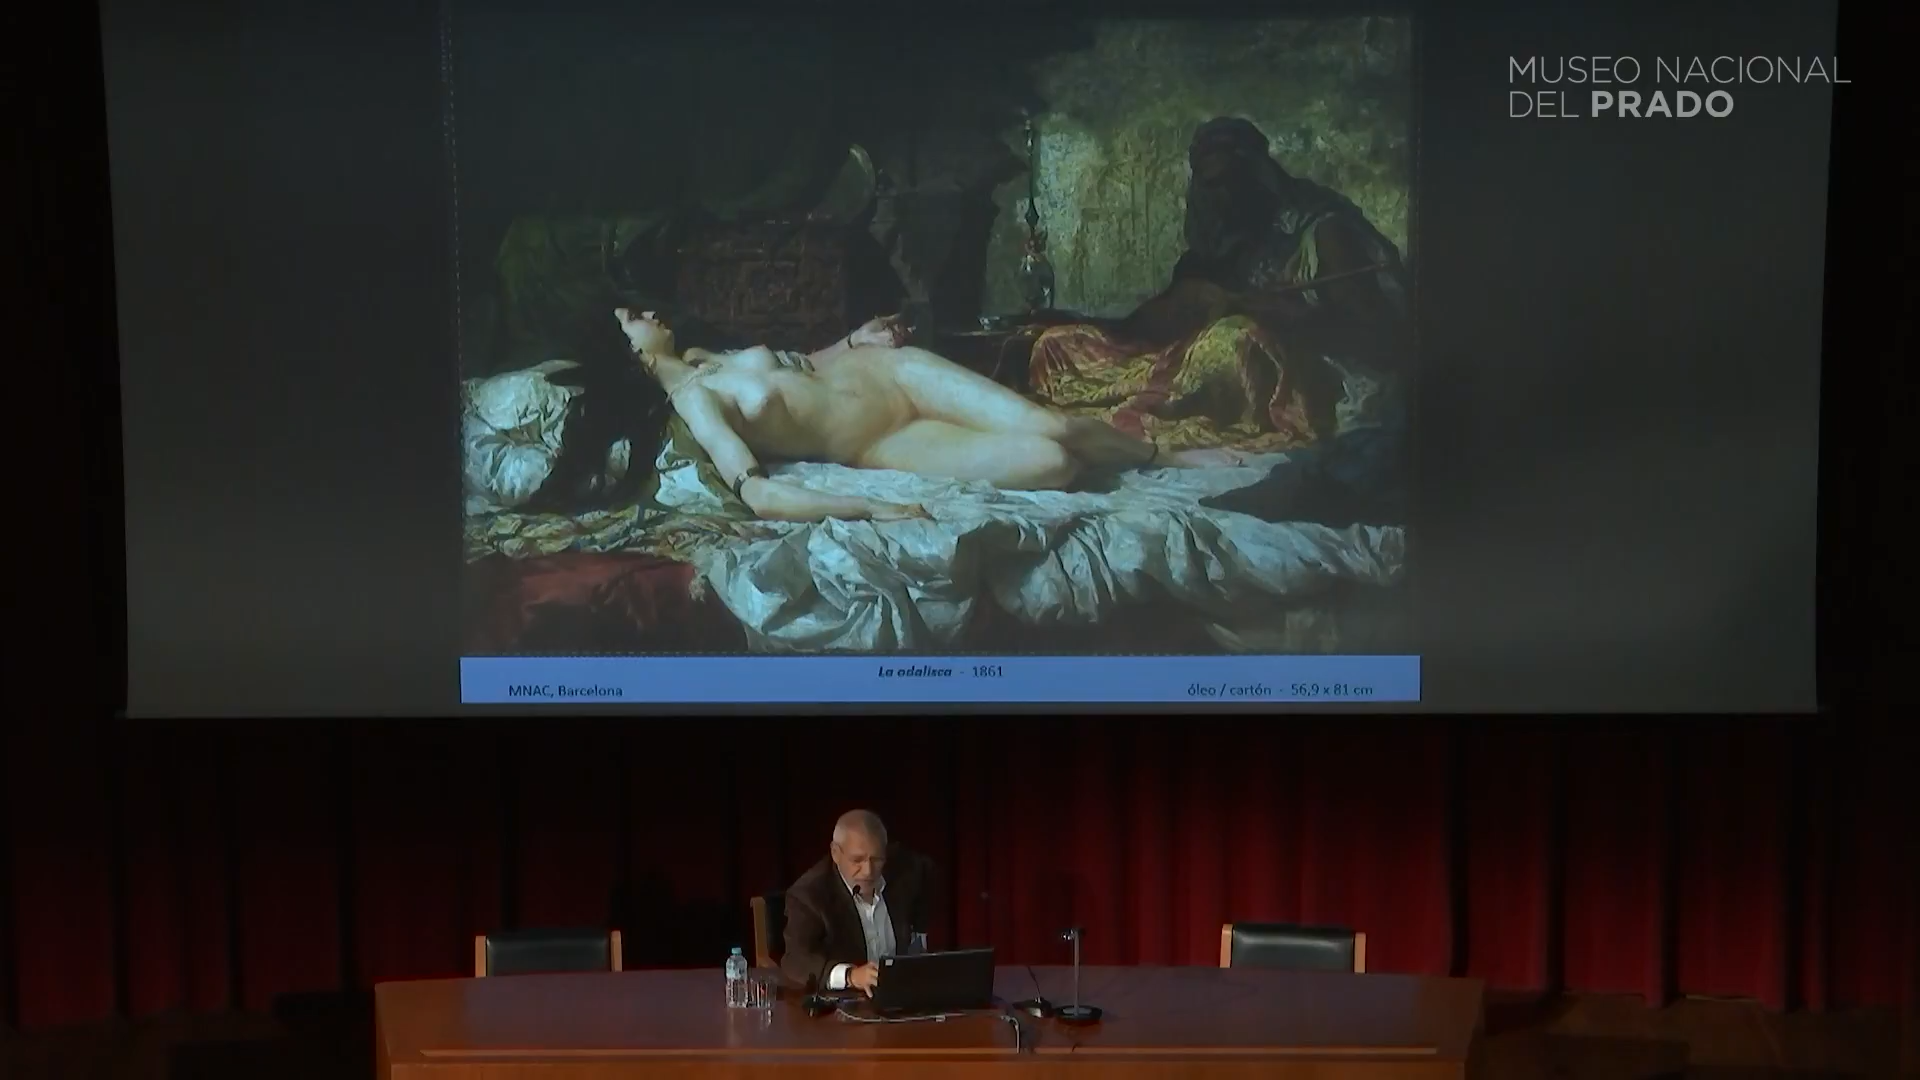 MUSEO NACIONAL
DEL PRADO
La odalisca - 1861
MNAC, Barcelona
óleo / cartón - 56,9 x 81 cm